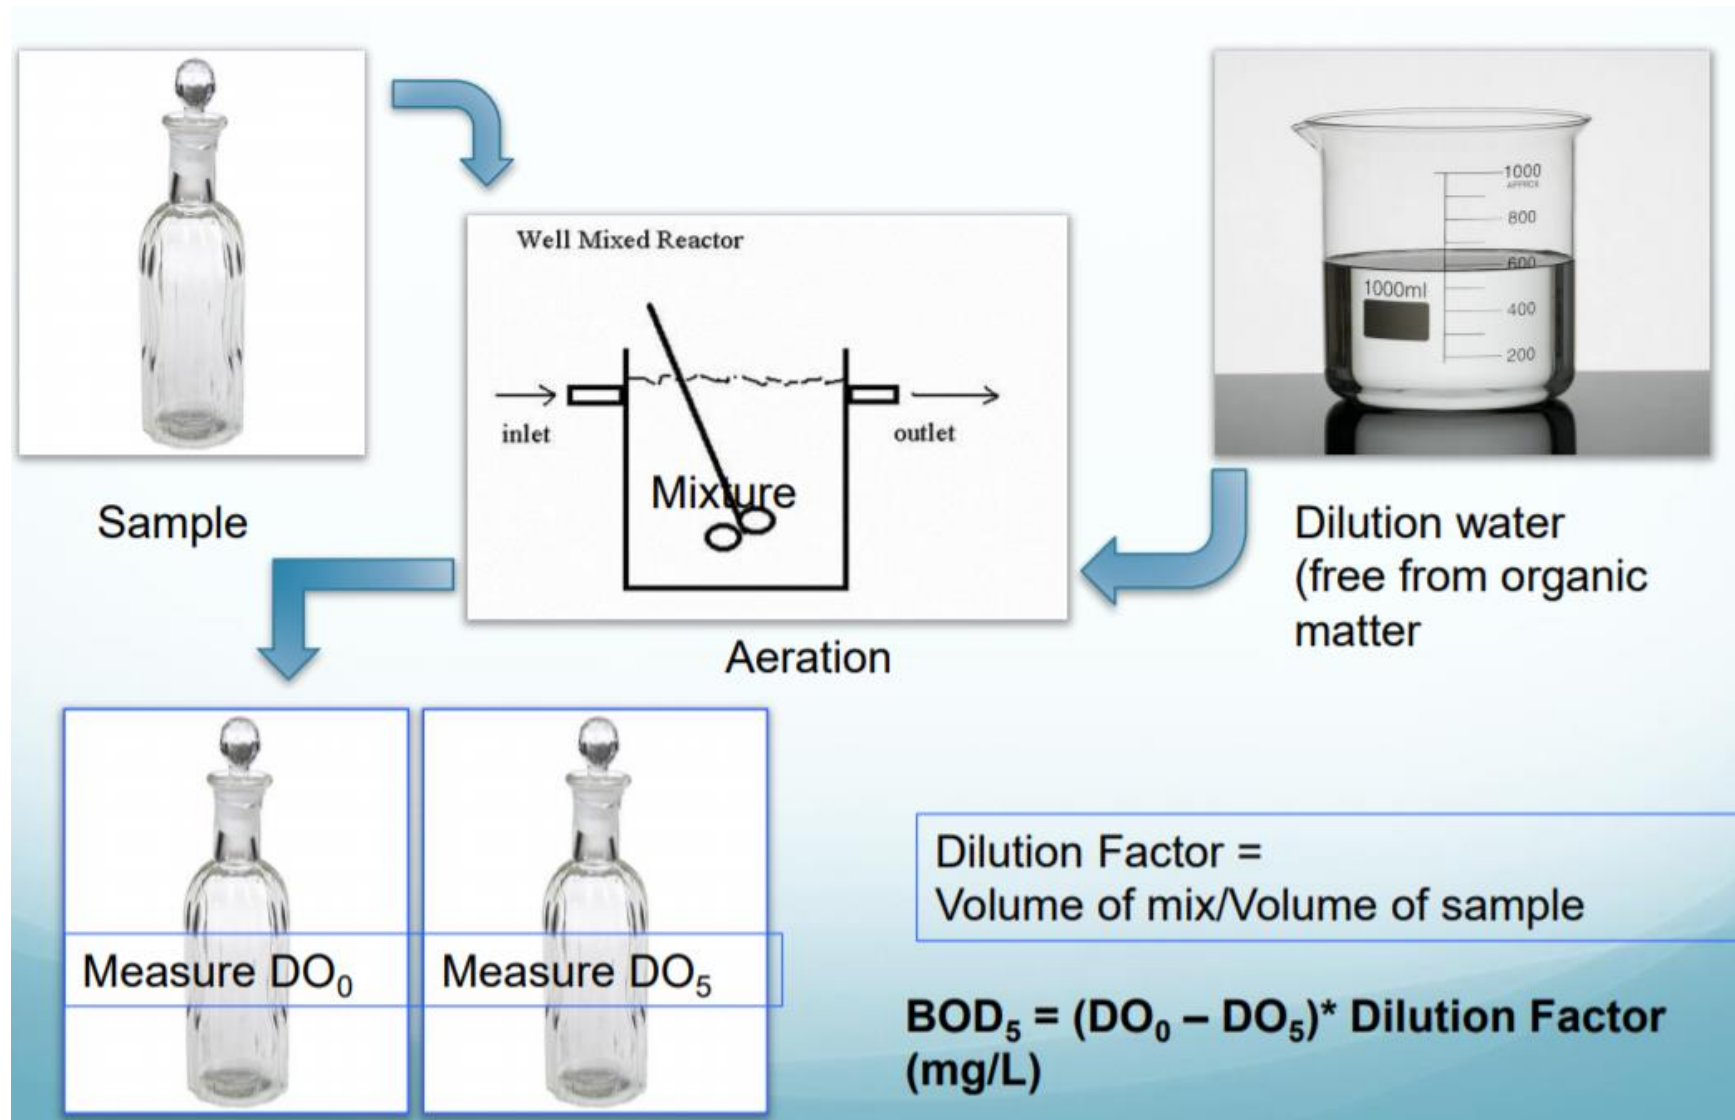 Well Mixed Reactor
inlet
outlet
Mixture
1000
APPROX
800
600
1000ml
400
200
Sample
Dilution water
(free from organic
matter
Aeration
Measure DO₀
Measure DO₅
Dilution Factor =
Volume of mix/Volume of sample
BOD₅ = (DO₀ – DO₅)* Dilution Factor
(mg/L)